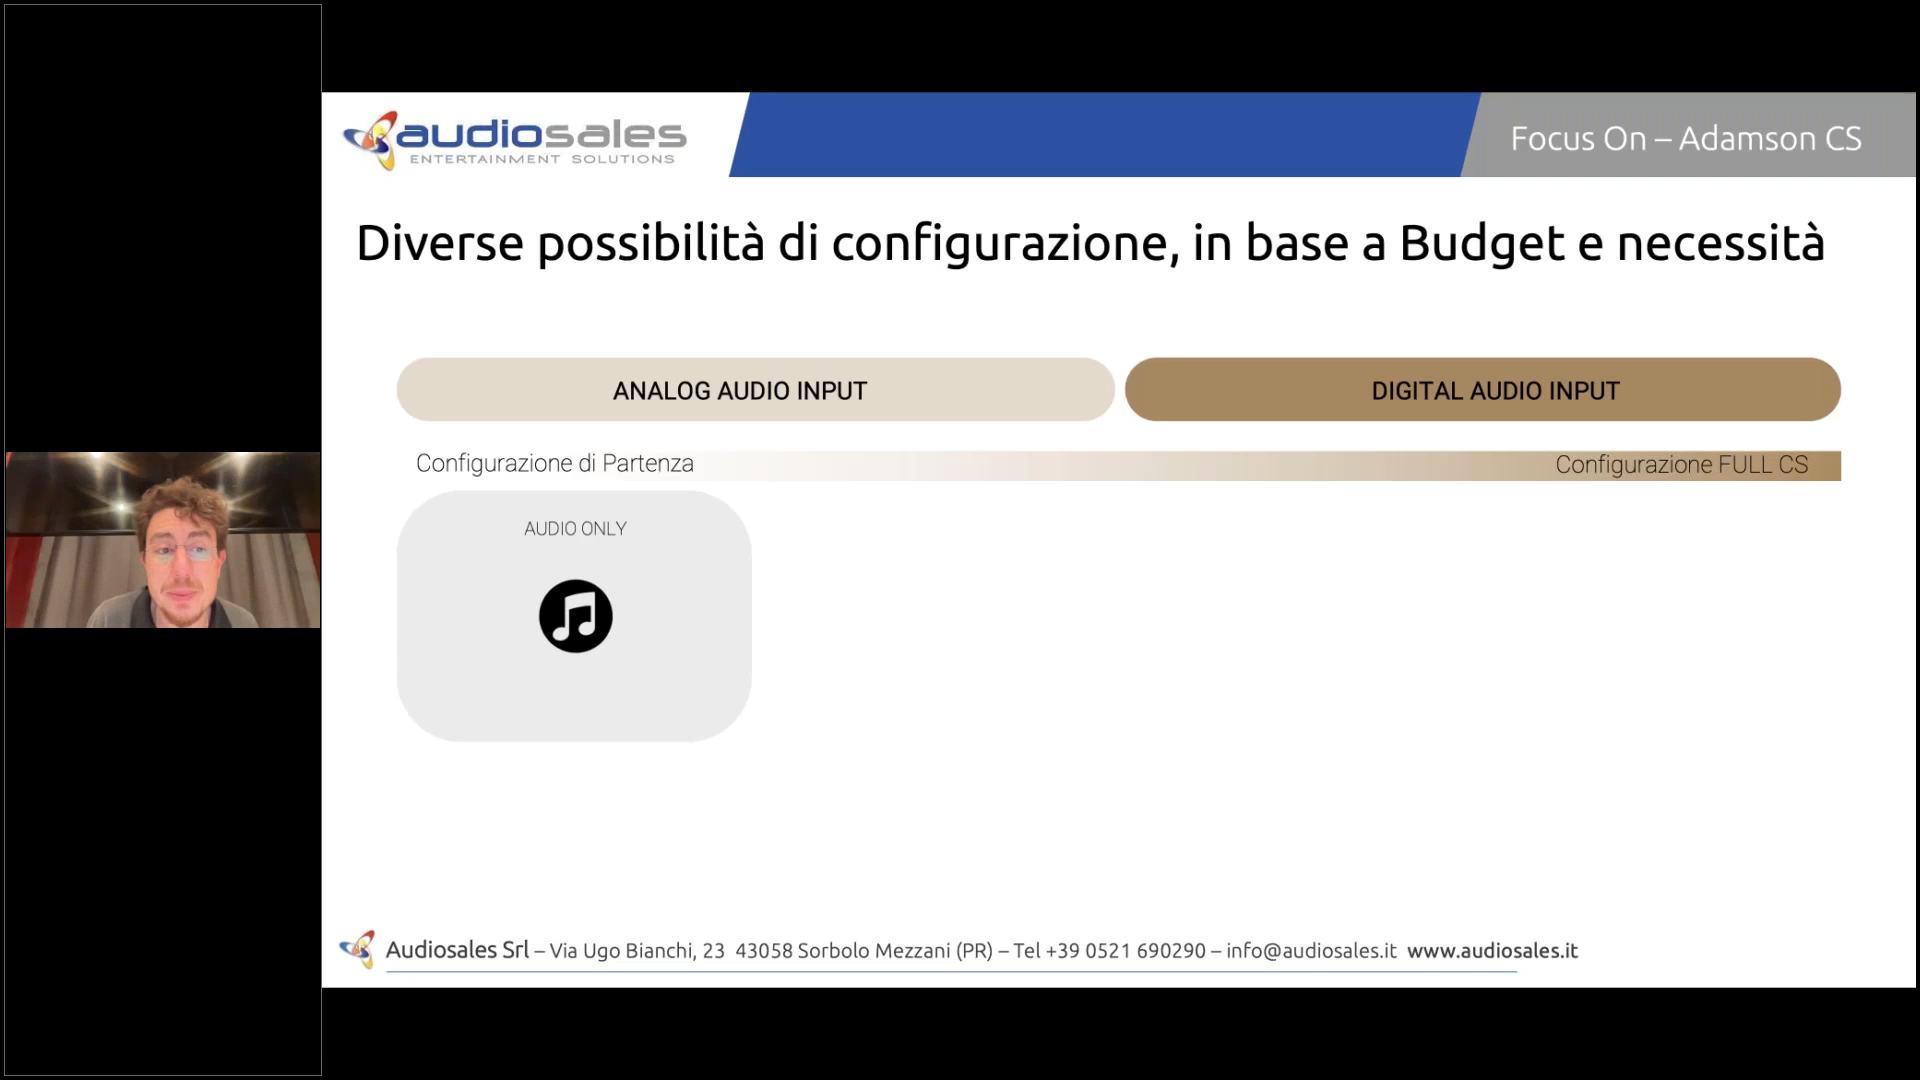 audiosales
ENTERTAINMENT SOLUTIONS
Focus On – Adamson CS
Diverse possibilità di configurazione, in base a Budget e necessità
ANALOG AUDIO INPUT
DIGITAL AUDIO INPUT
Configurazione di Partenza
Configurazione FULL CS
AUDIO ONLY
Audiosales Srl – Via Ugo Bianchi, 23 43058 Sorbolo Mezzani (PR) – Tel +39 0521 690290 – info@audiosales.it www.audiosales.it